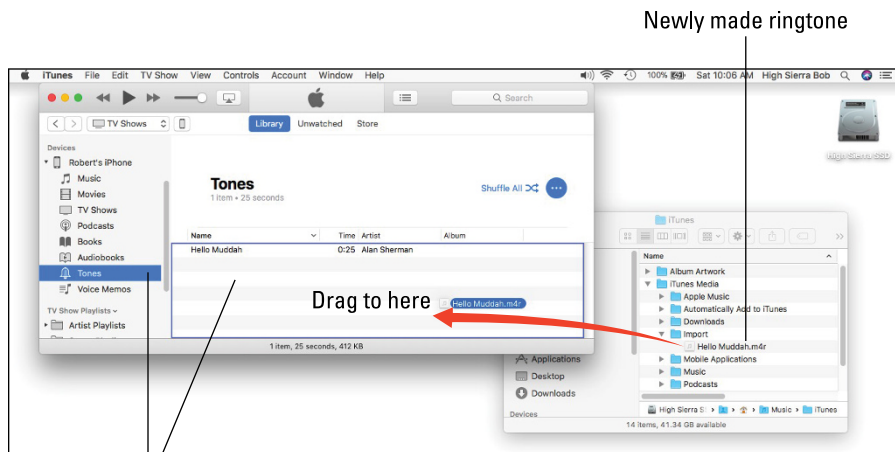 Newly made ringtone
iTunes File Edit TV Show View Controls Account Window Help 100% Sat 10:06 AM High Sierra Bob
Search
TV Shows Library Unwatched Store
High Sierra SSD
Devices
Robert's iPhone
Music
Movies
TV Shows
Podcasts
Books
Audiobooks
Tones
Voice Memos
TV Show Playlists
Artist Playlists
Tones
1 item • 25 seconds
Shuffle All
Name Time Artist Album
Hello Muddah 0:25 Alan Sherman
Drag to here
Hello Muddah.m4r
1 item, 25 seconds, 412 KB
iTunes
Name
Album Artwork
iTunes Media
Apple Music
Automatically Add to iTunes
Downloads
Import
Hello Muddah.m4r
Mobile Applications
Music
Podcasts
Applications
Desktop
Downloads
Devices
High Sierra S Music iTunes
14 items, 41.34 GB available